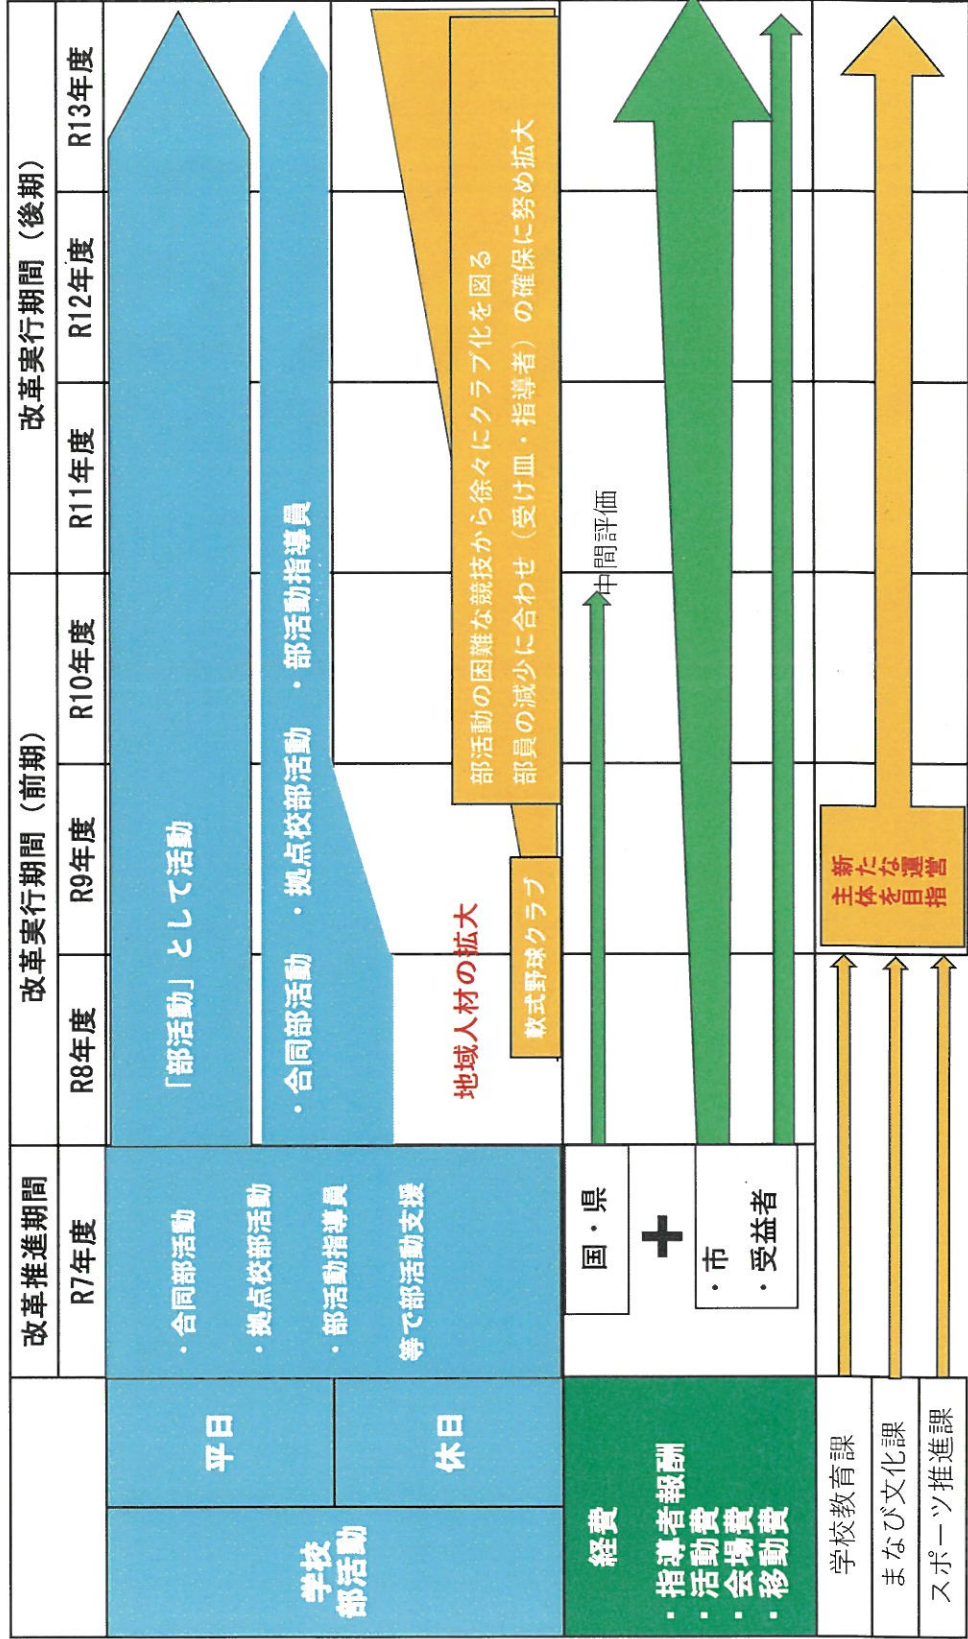 改革推進期間
改革実行期間（前期）
改革実行期間（後期）
R7年度
R8年度
R9年度
R10年度
R11年度
R12年度
R13年度
学校
部活動
平日
休日
・合同部活動
・拠点校部活動
・部活動指導員
等で部活動支援
「部活動」として活動
・合同部活動　・拠点校部活動　・部活動指導員
地域人材の拡大
軟式野球クラブ
部活動の困難な競技から徐々にクラブ化を図る
部員の減少に合わせ（受け皿・指導者）の確保に努め拡大
経費
・指導者報酬
・活動費
・会場費
・移動費
国・県
＋
・市
・受益者
中間評価
学校教育課
まなび文化課
スポーツ推進課
新たな運営
主体を目指